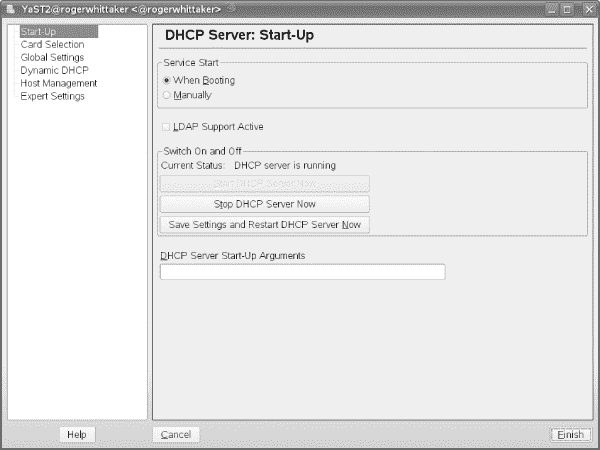 YaST2@rogerwhittaker <@rogerwhittaker>
Start-Up
Card Selection
Global Settings
Dynamic DHCP
Host Management
Expert Settings
DHCP Server: Start-Up
Service Start
When Booting
Manually
LDAP Support Active
Switch On and Off
Current Status: DHCP server is running
Start DHCP Server Now
Stop DHCP Server Now
Save Settings and Restart DHCP Server Now
DHCP Server Start-Up Arguments
Help
Cancel
Finish